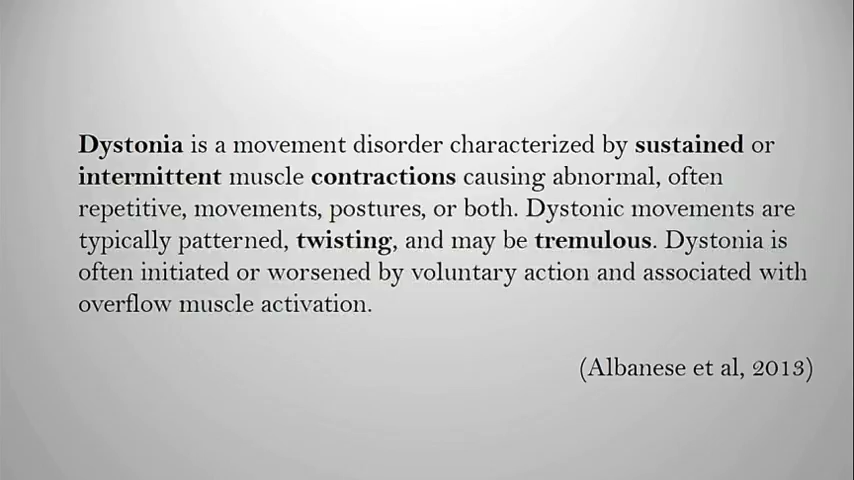 Dystonia is a movement disorder characterized by sustained or
intermittent muscle contractions causing abnormal, often
repetitive, movements, postures, or both. Dystonic movements are
typically patterned, twisting, and may be tremulous. Dystonia is
often initiated or worsened by voluntary action and associated with
overflow muscle activation.
(Albanese et al, 2013)